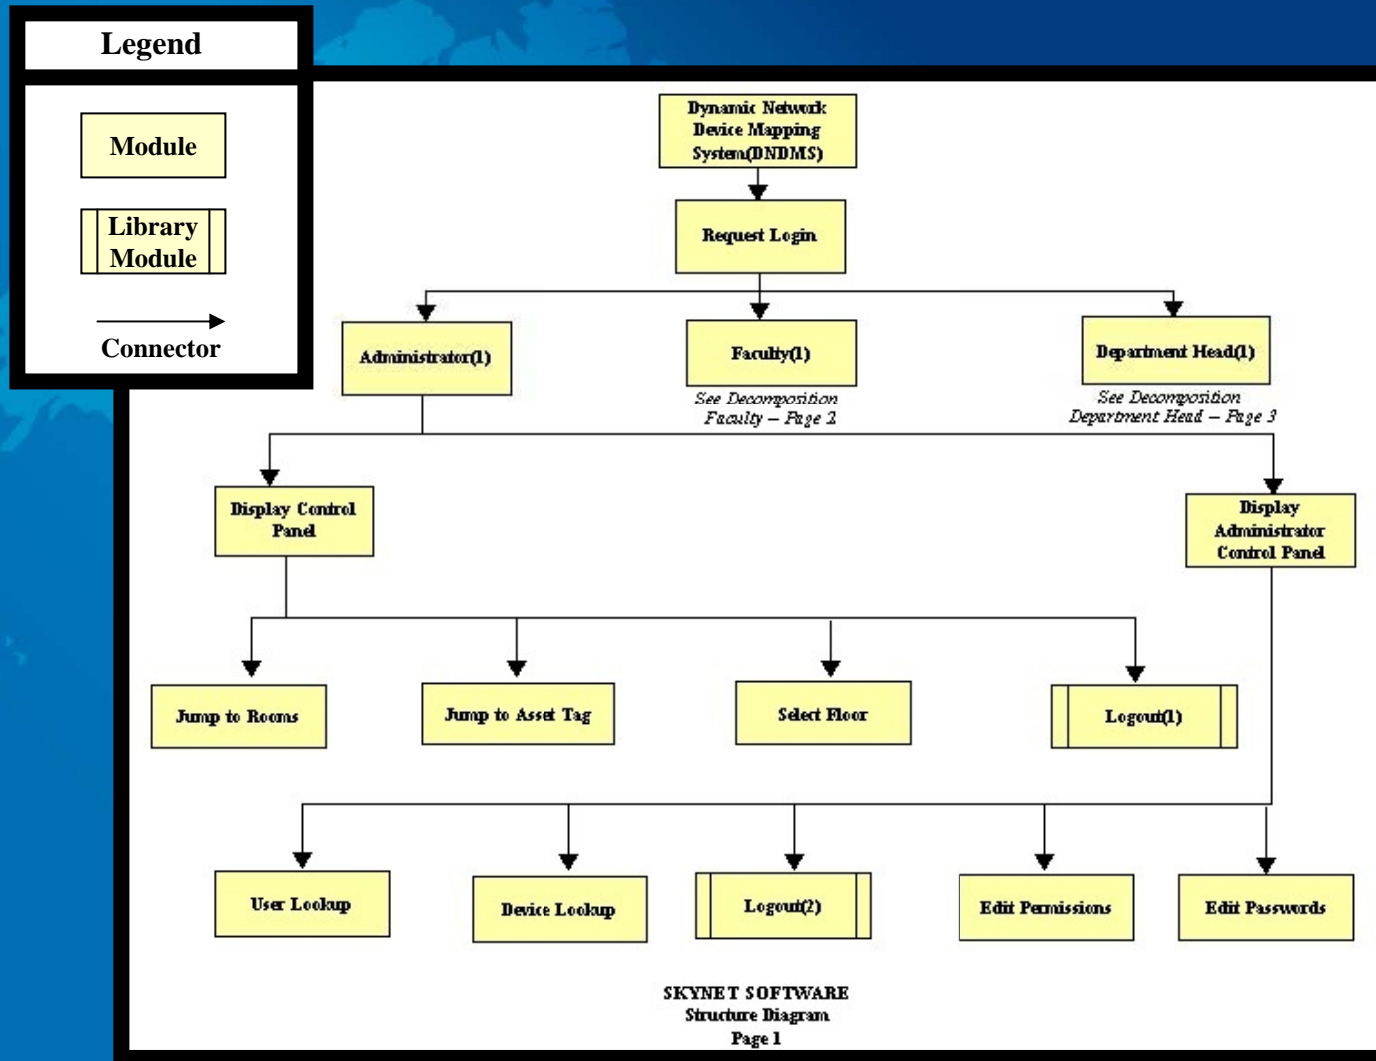 Legend
Module
Library
Module
Connector
Dynamic Network
Device Mapping
System(DNDMS)
Request Login
Administrator(1)
Faculty(1)
Department Head(1)
See Decomposition
Faculty – Page 2
See Decomposition
Department Head – Page 3
Display Control
Panel
Display
Administrator
Control Panel
Jump to Rooms
Jump to Asset Tag
Select Floor
Logout(1)
User Lookup
Device Lookup
Logout(2)
Edit Permissions
Edit Passwords
SKYNET SOFTWARE
Structure Diagram
Page 1